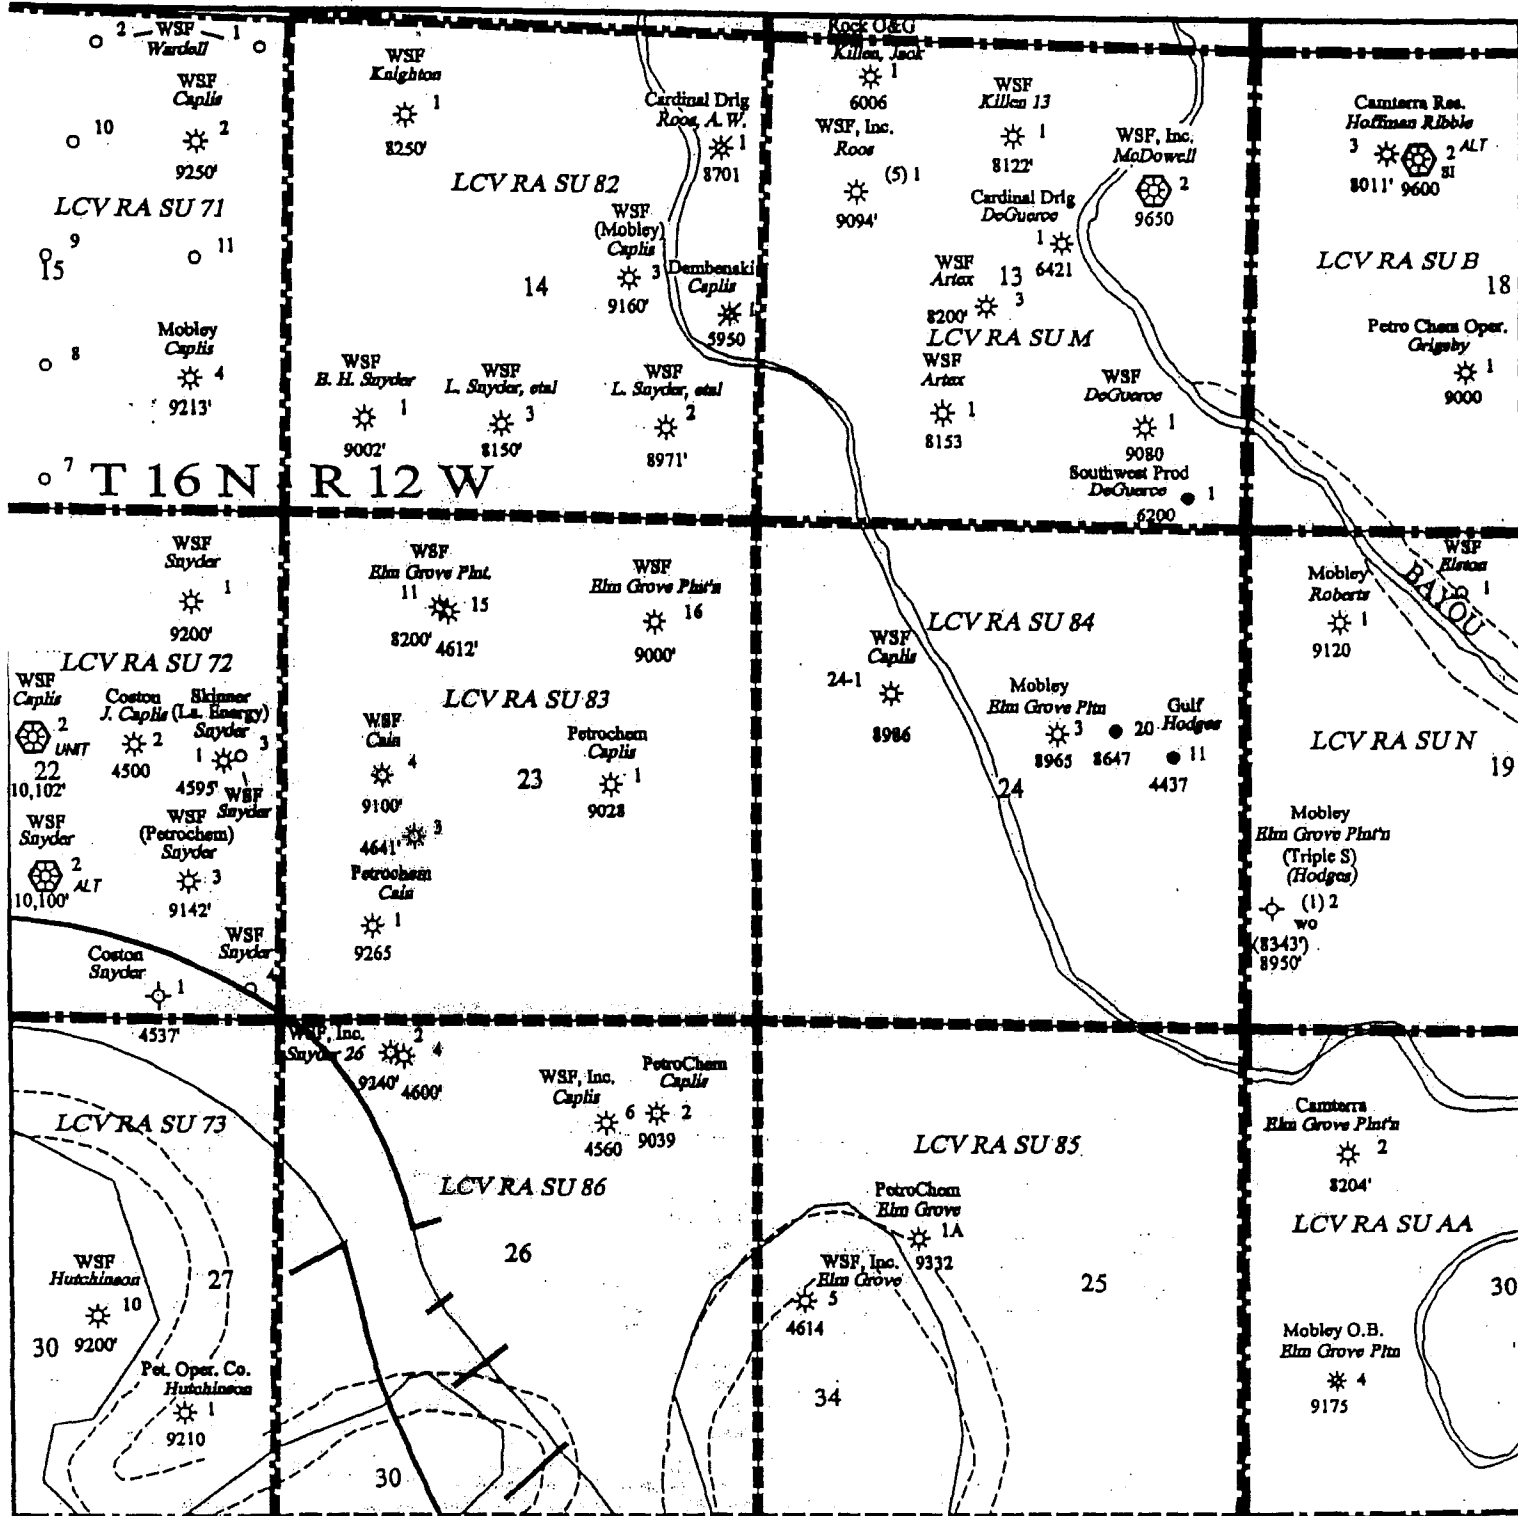 2 WSF 1
Wardell
WSF
Caplis
10
2
9250'
LCV RA SU 71
9
11
15
8
Mobley
Caplis
4
9213'
7
T 16 N R 12 W
WSF
Knighton
1
8250'
Cardinal Drlg
Roos, A.W.
1
8701
LCV RA SU 82
WSF
(Mobley)
Caplis
3
9160'
14
Dembenski
Caplis
1
5950
WSF
B. H. Snyder
1
9002'
WSF
L. Snyder, etal
3
8150'
WSF
L. Snyder, etal
2
8971'
Rock O&G
Killen, Jack
1
6006
WSF
Killen 13
1
8122'
WSF, Inc.
Roos
(5) 1
9094'
WSF, Inc.
McDowell
2
9650
Cardinal Drlg
DeGuerce
1
6421
WSF
Artex
13
3
8200'
LCV RA SU M
WSF
Artex
1
8153
WSF
DeGuerce
1
9080
Southwest Prod
DeGuerce
1
6200
Camterra Res.
Hoffman Ribble
3
2 ALT
SI
8011' 9600
LCV RA SU B
18
Petro Chem Oper.
Grigsby
1
9000
WSF
Snyder
1
9200'
LCV RA SU 72
WSF
Caplis
2
UNIT
22
10,102'
Coston
J. Caplis
2
4500
Skinner
(La. Energy)
Snyder
1
3
4595'
WSF
Snyder
WSF
Snyder
2
ALT
10,100'
WSF
(Petrochem)
Snyder
3
9142'
WSF
Snyder
4
Coston
Snyder
1
4537'
WSF
Elm Grove Plnt.
11
15
8200' 4612'
WSF
Elm Grove Plnt'n
16
9000'
LCV RA SU 83
WSF
Cain
4
9100'
23
Petrochem
Caplis
1
9028
3
4641'
Petrochem
Cain
1
9265
LCV RA SU 84
WSF
Caplis
24-1
8986
Mobley
Elm Grove Pltn
3
8965
20
8647
Gulf
Hodges
11
4437
24
WSF
Elston
1
BAYOU
Mobley
Roberts
1
9120
LCV RA SU N
19
Mobley
Elm Grove Plnt'n
(Triple S)
(Hodges)
(1) 2
WO
(8343')
8950'
LCV RA SU 73
WSF
Hutchinson
10
9200'
27
30
Pet. Oper. Co.
Hutchinson
1
9210
WSF, Inc.
Snyder 26
2
4
9240'
4600'
WSF, Inc.
Caplis
6
4560
PetroChem
Caplis
2
9039
LCV RA SU 86
26
30
LCV RA SU 85
PetroChem
Elm Grove
1A
9332
WSF, Inc.
Elm Grove
5
4614
25
34
Camterra
Elm Grove Plnt'n
2
8204'
LCV RA SU AA
30
Mobley O.B.
Elm Grove Pltn
4
9175